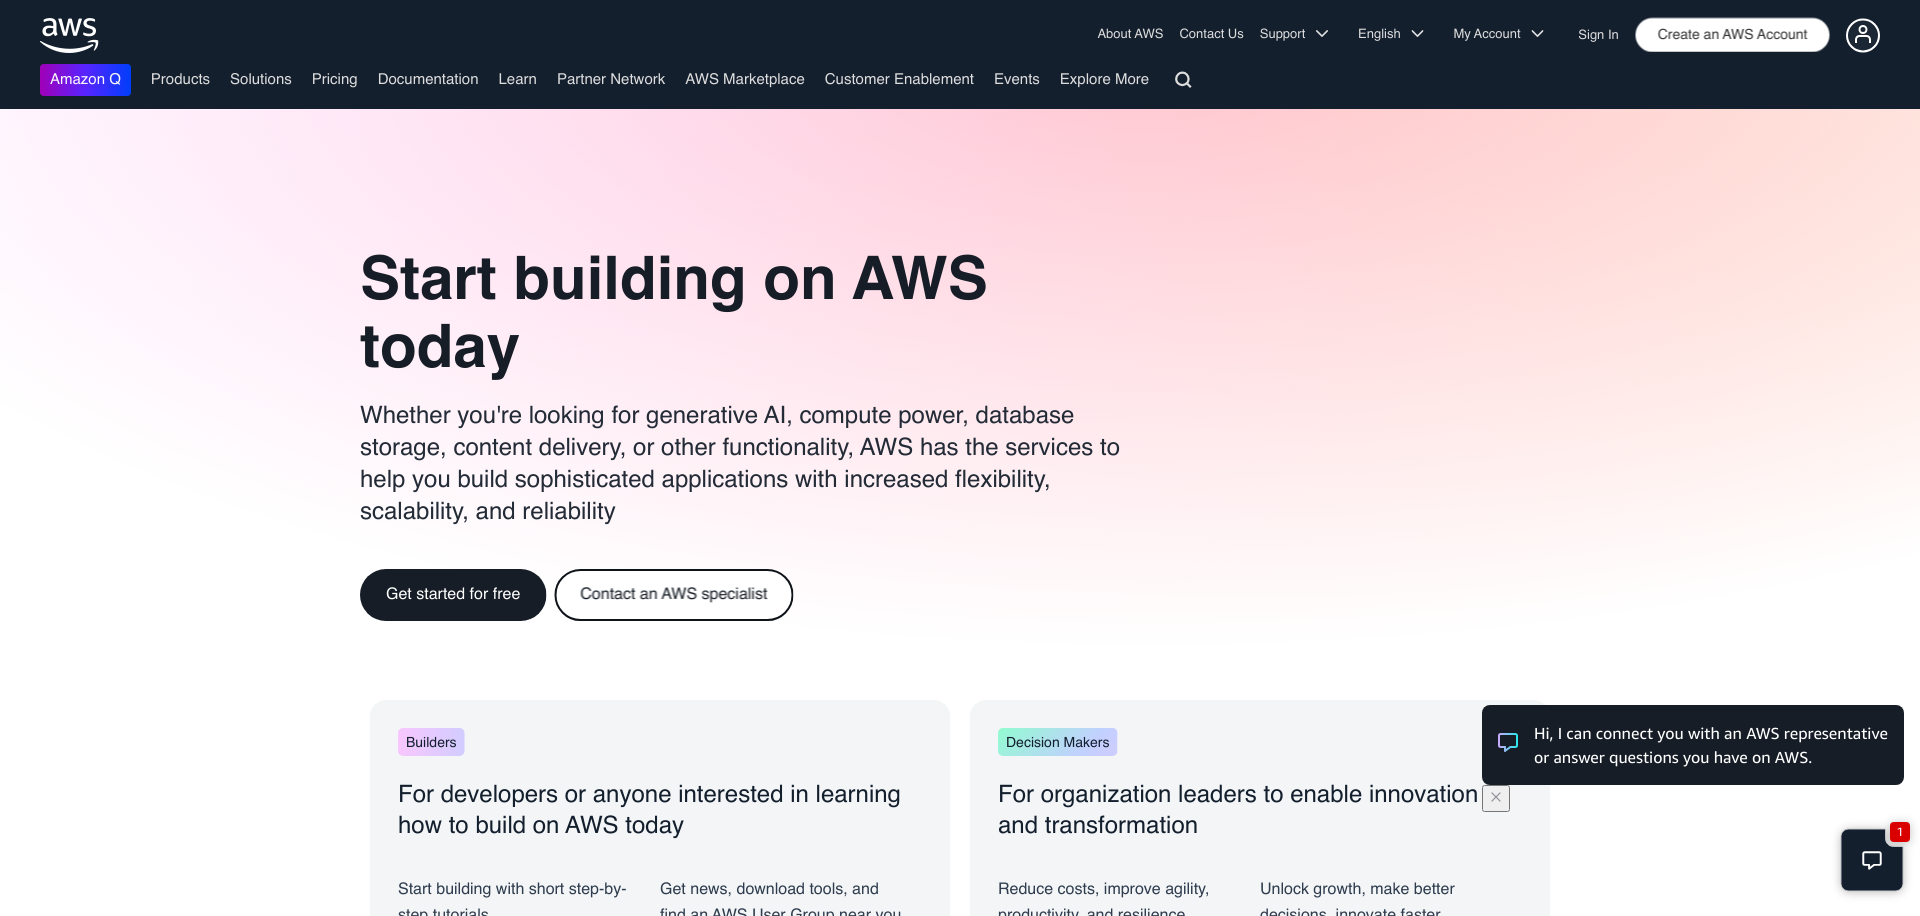 aws
About AWS
Contact Us
Support
English
My Account
Sign In
Create an AWS Account
Amazon Q
Products
Solutions
Pricing
Documentation
Learn
Partner Network
AWS Marketplace
Customer Enablement
Events
Explore More
Start building on AWS
today
Whether you're looking for generative AI, compute power, database
storage, content delivery, or other functionality, AWS has the services to
help you build sophisticated applications with increased flexibility,
scalability, and reliability
Get started for free
Contact an AWS specialist
Builders
For developers or anyone interested in learning
how to build on AWS today
Start building with short step-by-
step tutorials
Get news, download tools, and
find an AWS User Group near you
Decision Makers
For organization leaders to enable innovation
and transformation
Reduce costs, improve agility,
productivity, and resilience
Unlock growth, make better
decisions, innovate faster
Hi, I can connect you with an AWS representative
or answer questions you have on AWS.
1